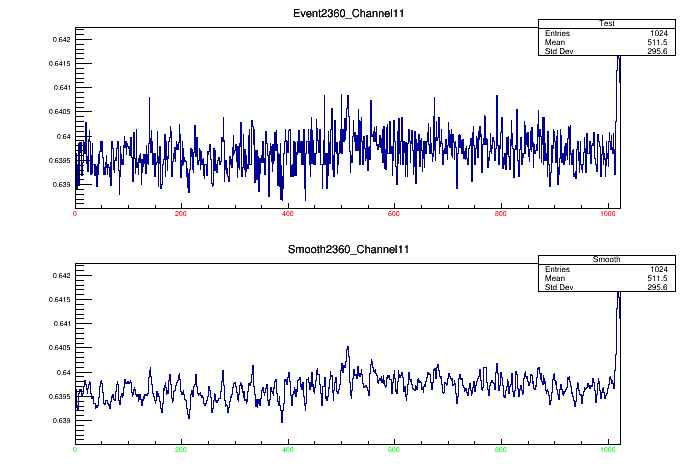 Event2360_Channel11
Test
Entries 1024
Mean 511.5
Std Dev 295.6
0.642
0.6415
0.641
0.6405
0.64
0.6395
0.639
0 200 400 600 800 1000
Smooth2360_Channel11
Smooth
Entries 1024
Mean 511.5
Std Dev 295.6
0.642
0.6415
0.641
0.6405
0.64
0.6395
0.639
0 200 400 600 800 1000